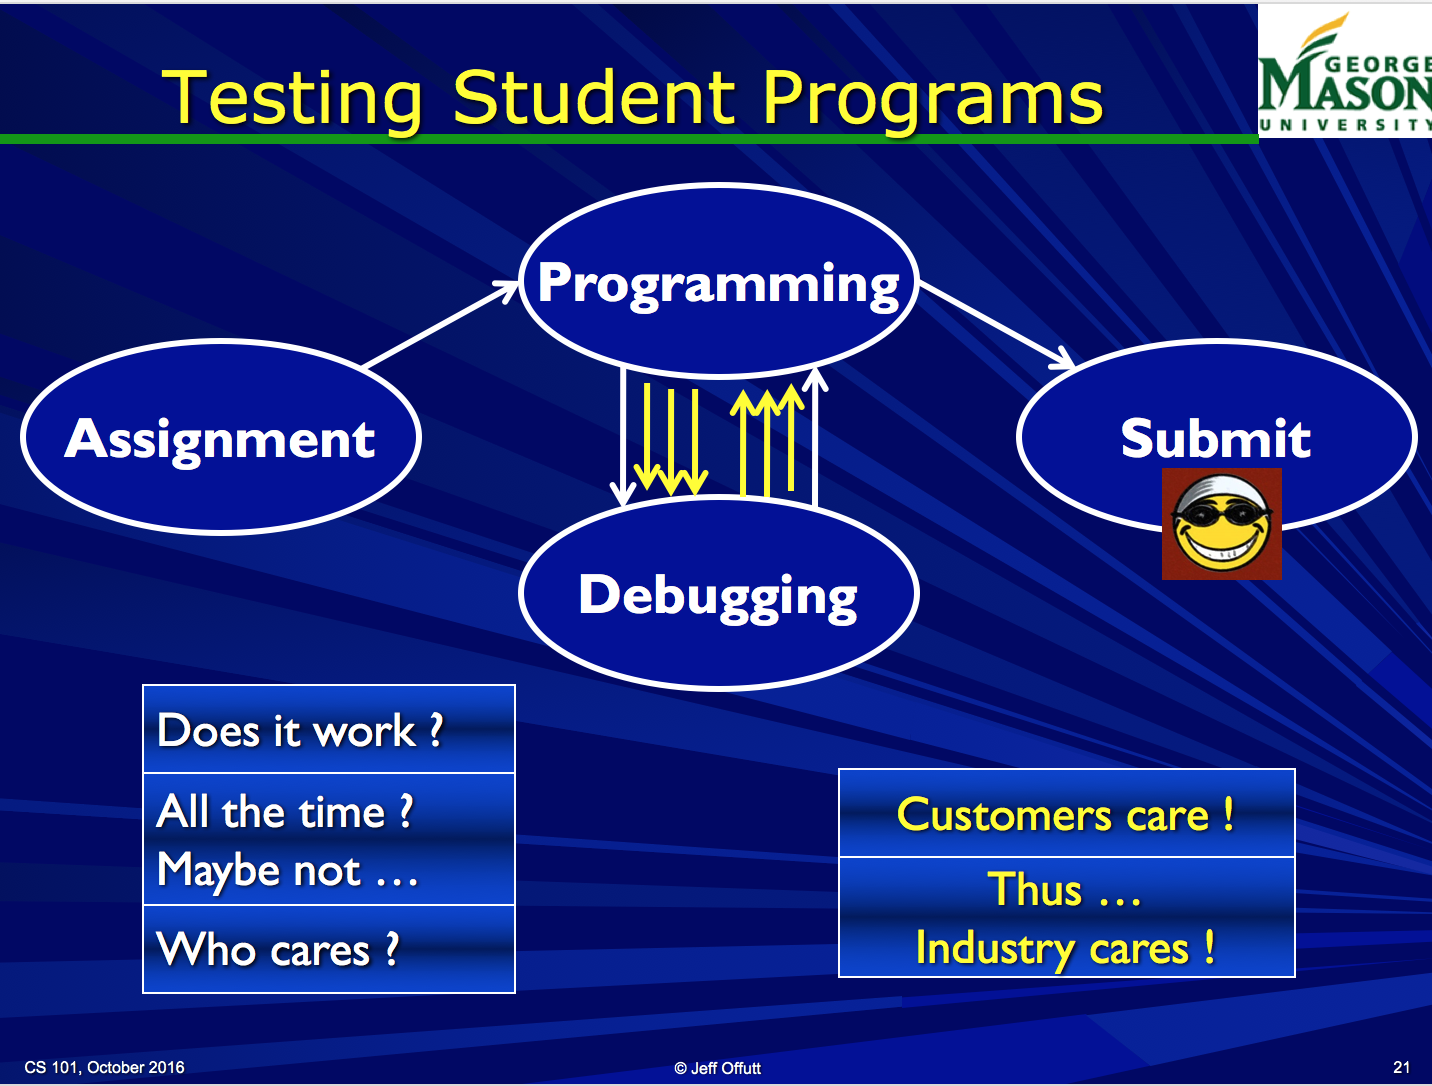 Testing Student Programs
GEORGE
MASON
UNIVERSITY
Programming
Assignment
Submit
Debugging
Does it work ?
All the time ?
Maybe not …
Who cares ?
Customers care !
Thus …
Industry cares !
CS 101, October 2016
© Jeff Offutt
21